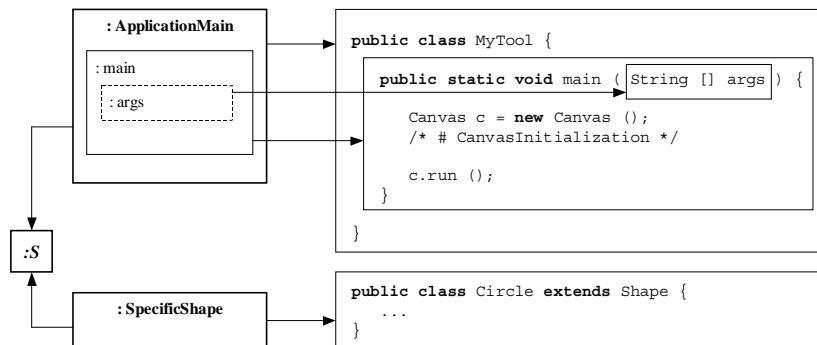 : ApplicationMain
: main
: args
:S
: SpecificShape
public class MyTool {
public static void main ( String [] args ) {
Canvas c = new Canvas ();
/* # CanvasInitialization */
c.run ();
}
}
public class Circle extends Shape {
...
}